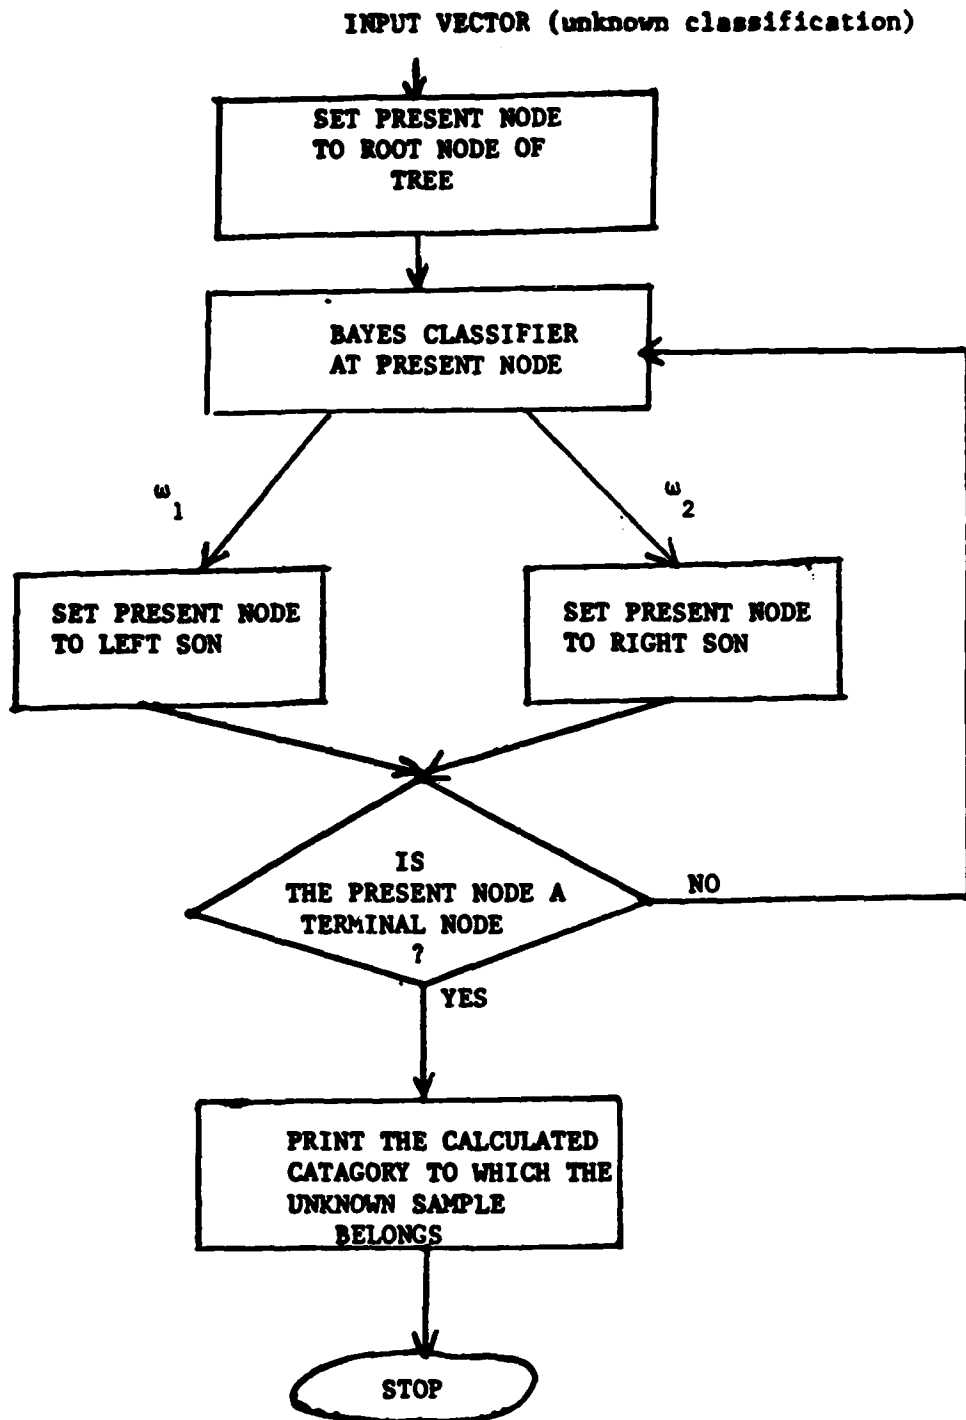 INPUT VECTOR (unknown classification)
SET PRESENT NODE
TO ROOT NODE OF
TREE
BAYES CLASSIFIER
AT PRESENT NODE
ω1
ω2
SET PRESENT NODE
TO LEFT SON
SET PRESENT NODE
TO RIGHT SON
IS
THE PRESENT NODE A
TERMINAL NODE
?
NO
YES
PRINT THE CALCULATED
CATAGORY TO WHICH THE
UNKNOWN SAMPLE
BELONGS
STOP